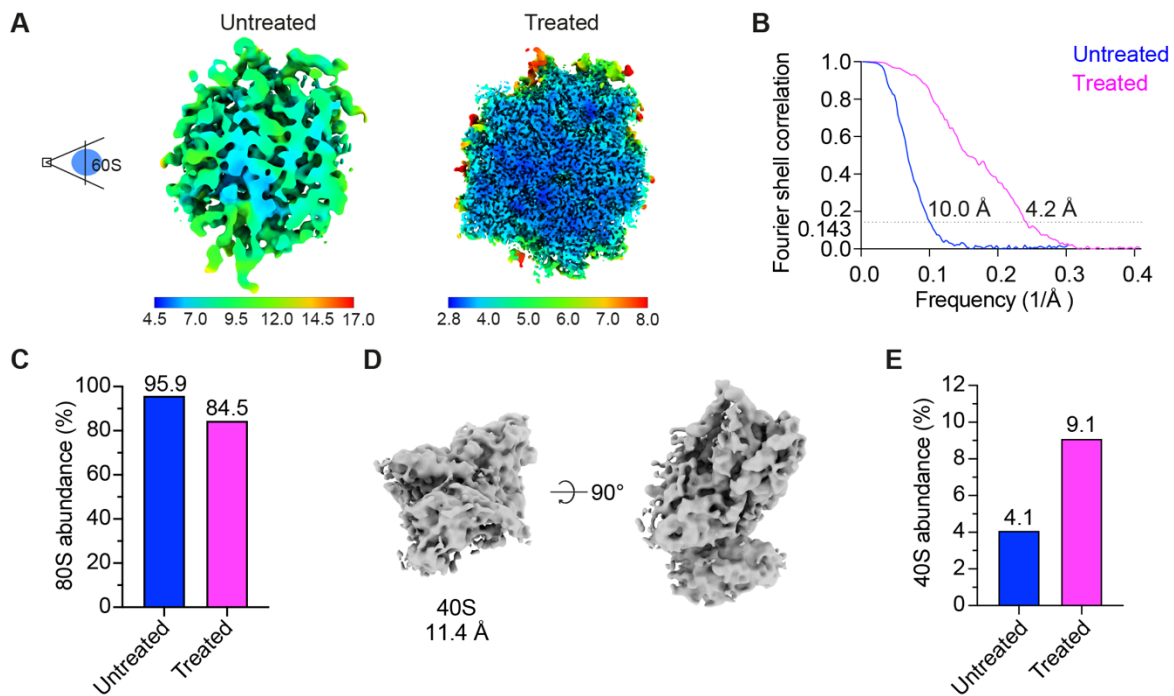 A
Untreated
Treated
60S
4.5 7.0 9.5 12.0 14.5 17.0
2.8 4.0 5.0 6.0 7.0 8.0
B
Untreated
Treated
Fourier shell correlation
1.0
0.8
0.6
0.4
0.2
0.143
0.0
10.0 Å
4.2 Å
0.0 0.1 0.2 0.3 0.4
Frequency (1/Å )
C
80S abundance (%)
100
80
60
40
20
0
95.9
84.5
Untreated
Treated
D
90°
40S
11.4 Å
E
40S abundance (%)
12
10
8
6
4
2
0
4.1
9.1
Untreated
Treated